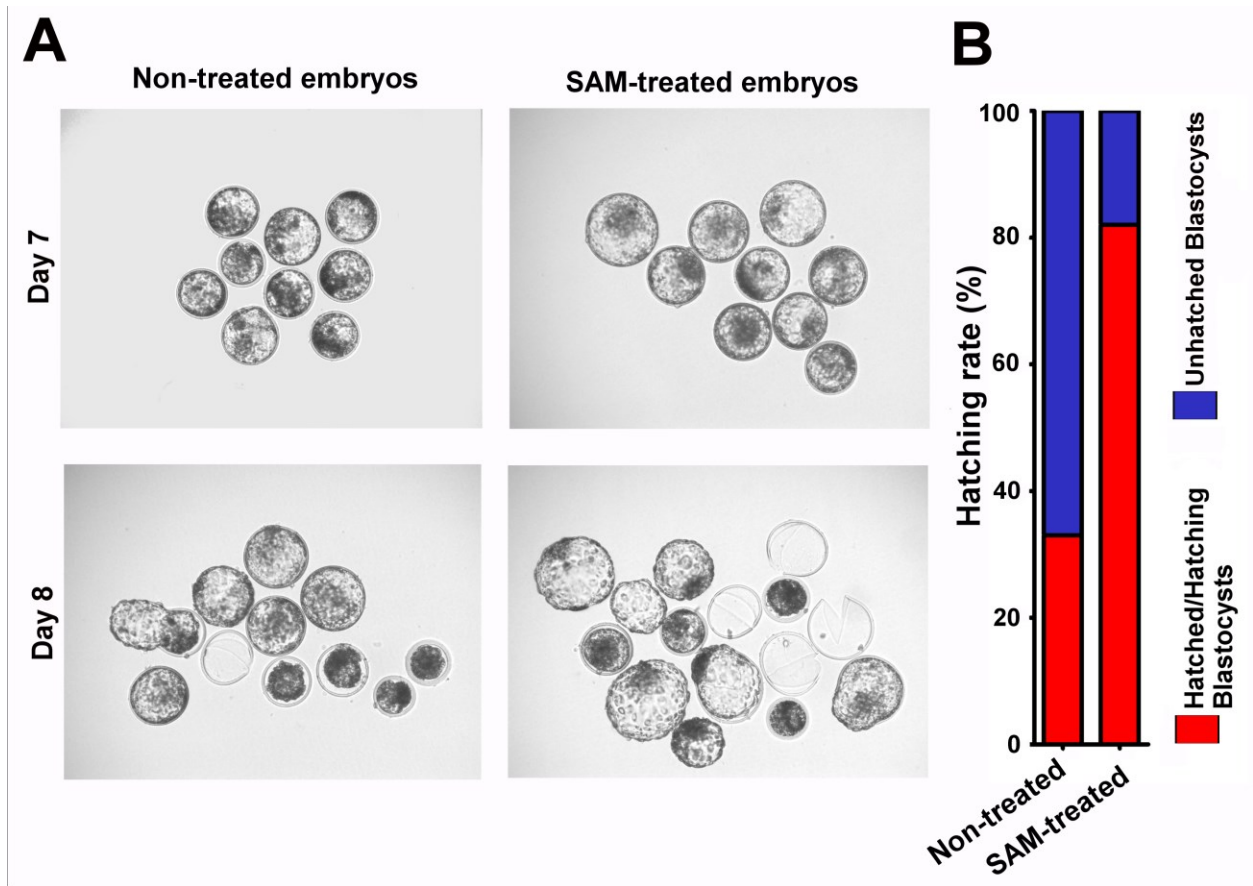 A
Non-treated embryos
SAM-treated embryos
Day 7
Day 8
B
Hatching rate (%)
100
80
60
40
20
0
Non-treated
SAM-treated
Unhatched Blastocysts
Hatched/Hatching
Blastocysts